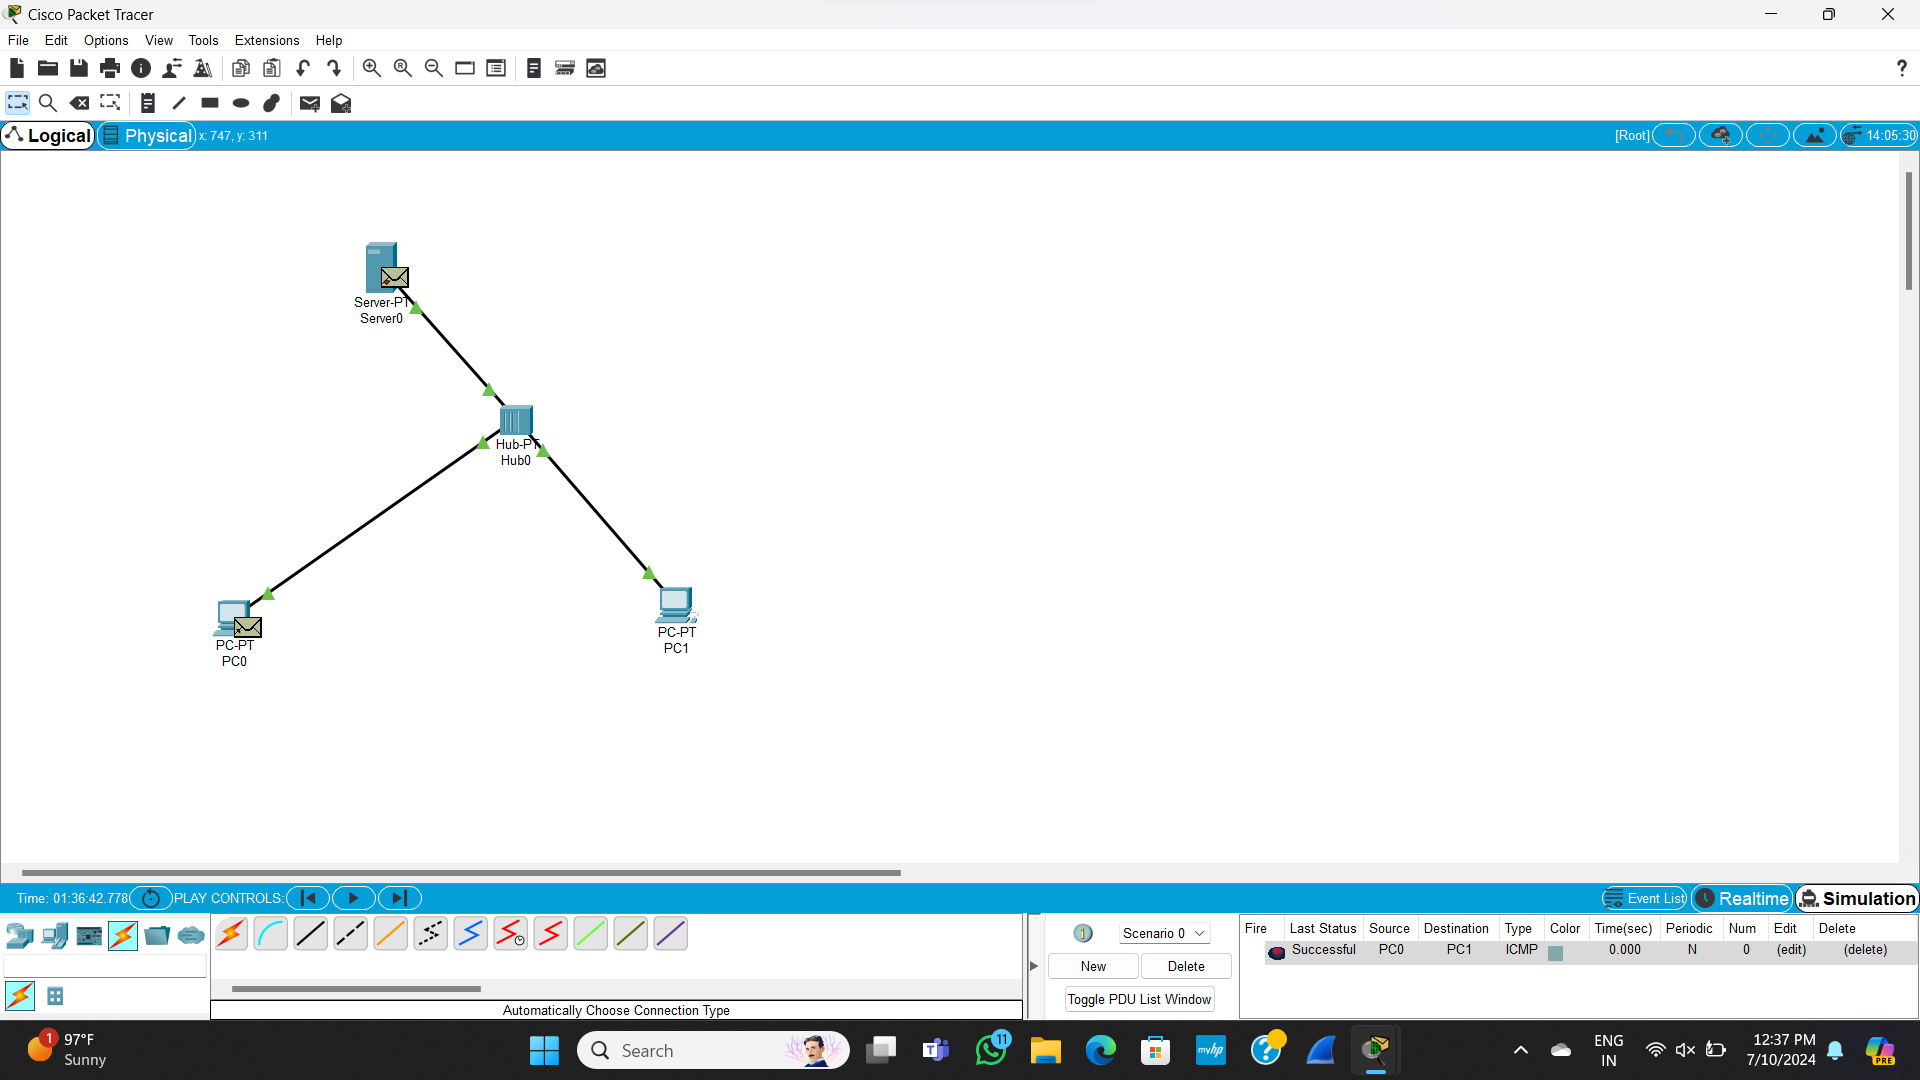 Cisco Packet Tracer
File Edit Options View Tools Extensions Help
?
Logical Physical x: 747, y: 311 [Root] 14:05:30
Server-PT
Server0
Hub-PT
Hub0
PC-PT
PC0
PC-PT
PC1
Time: 01:36:42.778 PLAY CONTROLS: Event List Realtime Simulation
Scenario 0
New Delete
Toggle PDU List Window
Fire Last Status Source Destination Type Color Time(sec) Periodic Num Edit Delete
Successful PC0 PC1 ICMP 0.000 N 0 (edit) (delete)
Automatically Choose Connection Type
1
97°F
Sunny
Search
11
myhp
PRE
ENG
IN
12:37 PM
7/10/2024